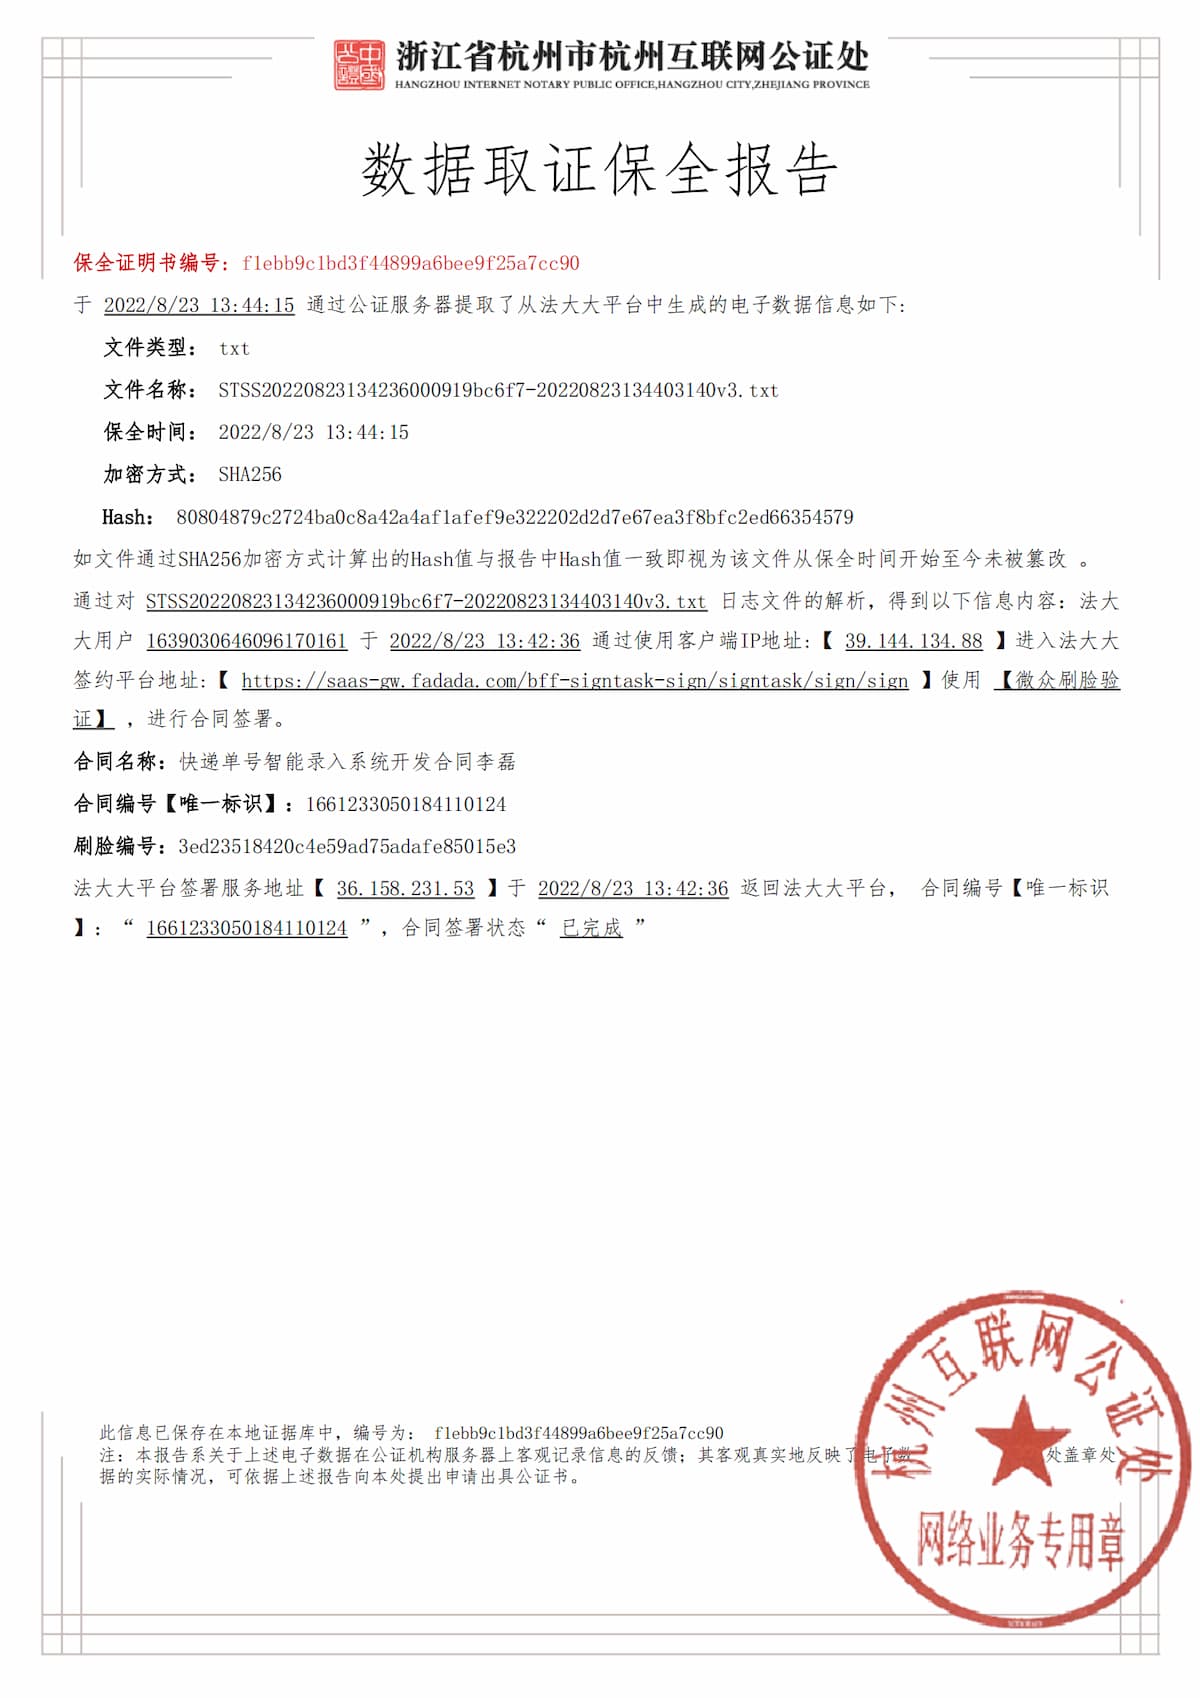 浙江省杭州市杭州互联网公证处
HANGZHOU INTERNET NOTARY PUBLIC OFFICE,HANGZHOU CITY,ZHEJIANG PROVINCE
数据取证保全报告
保全证明书编号：f1ebb9c1bd3f44899a6bee9f25a7cc90
于 2022/8/23 13:44:15 通过公证服务器提取了从法大大平台中生成的电子数据信息如下：
文件类型： txt
文件名称： STSS20220823134236000919bc6f7-20220823134403140v3.txt
保全时间： 2022/8/23 13:44:15
加密方式： SHA256
Hash： 80804879c2724ba0c8a42a4af1afef9e322202d2d7e67ea3f8bfc2ed66354579
如文件通过SHA256加密方式计算出的Hash值与报告中Hash值一致即视为该文件从保全时间开始至今未被篡改 。
通过对 STSS20220823134236000919bc6f7-20220823134403140v3.txt 日志文件的解析，得到以下信息内容：法大
大用户 1639030646096170161 于 2022/8/23 13:42:36 通过使用客户端IP地址:【 39.144.134.88 】进入法大大
签约平台地址:【 https://saas-gw.fadada.com/bff-signtask-sign/signtask/sign/sign 】使用 【微众刷脸验
证】 ，进行合同签署。
合同名称：快递单号智能录入系统开发合同李磊
合同编号【唯一标识】：1661233050184110124
刷脸编号：3ed23518420c4e59ad75adafe85015e3
法大大平台签署服务地址【 36.158.231.53 】于 2022/8/23 13:42:36 返回法大大平台， 合同编号【唯一标识
】：“ 1661233050184110124 ”，合同签署状态“ 已完成 ”
此信息已保存在本地证据库中，编号为： f1ebb9c1bd3f44899a6bee9f25a7cc90
注：本报告系关于上述电子数据在公证机构服务器上客观记录信息的反馈；其客观真实地反映了电子数 处盖章处
据的实际情况，可依据上述报告向本处提出申请出具公证书。
杭州互联网公证处
网络业务专用章